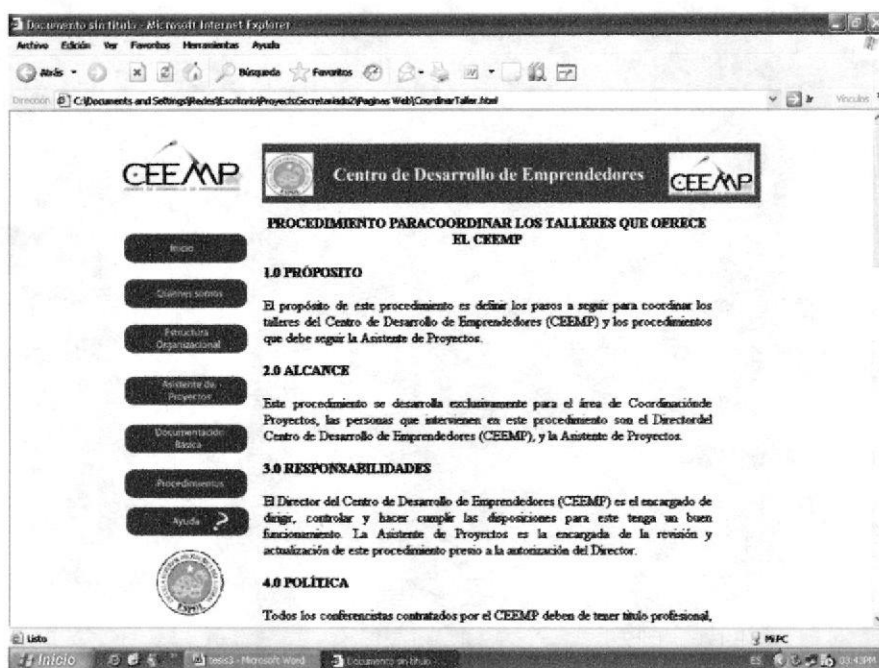 Documento sin título - Microsoft Internet Explorer
Archivo Edición Ver Favoritos Herramientas Ayuda
Atrás Búsqueda Favoritos
Dirección C:\Documents and Settings\Redes\Escritorio\ProyectoSecretariado2\Paginas Web\CoordinarTaller.html Ir Vínculos
CEEMP
Centro de Desarrollo de Emprendedores
CEEMP
PROCEDIMIENTO PARACOORDINAR LOS TALLERES QUE OFRECE
EL CEEMP
Inicio
Quienes somos
Estructura
Organizacional
Asistente de
Proyectos
Documentación
Básica
Procedimientos
Ayuda ?
ESPOL
1.0 PRÓPOSITO
El propósito de este procedimiento es definir los pasos a seguir para coordinar los
talleres del Centro de Desarrollo de Emprendedores (CEEMP) y los procedimientos
que debe seguir la Asistente de Proyectos.
2.0 ALCANCE
Este procedimiento se desarrolla exclusivamente para el área de Coordinaciónde
Proyectos, las personas que intervienen en este procedimiento son el Directordel
Centro de Desarrollo de Emprendedores (CEEMP), y la Asistente de Proyectos.
3.0 RESPONSABILIDADES
El Director del Centro de Desarrollo de Emprendedores (CEEMP) es el encargado de
dirigir, controlar y hacer cumplir las disposiciones para este tenga un buen
funcionamiento. La Asistente de Proyectos es la encargada de la revisión y
actualización de este procedimiento previo a la autorización del Director.
4.0 POLÍTICA
Todos los conferencistas contratados por el CEEMP deben de tener título profesional,
Listo Mi PC
Inicio tesis3 - Microsoft Word Documento sin título ES 03:43PM